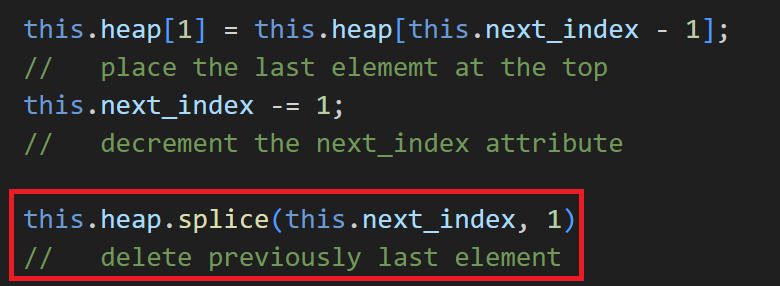 this.heap[1] = this.heap[this.next_index - 1];
//   place the last elememt at the top
this.next_index -= 1;
//   decrement the next_index attribute
this.heap.splice(this.next_index, 1)
//   delete previously last element